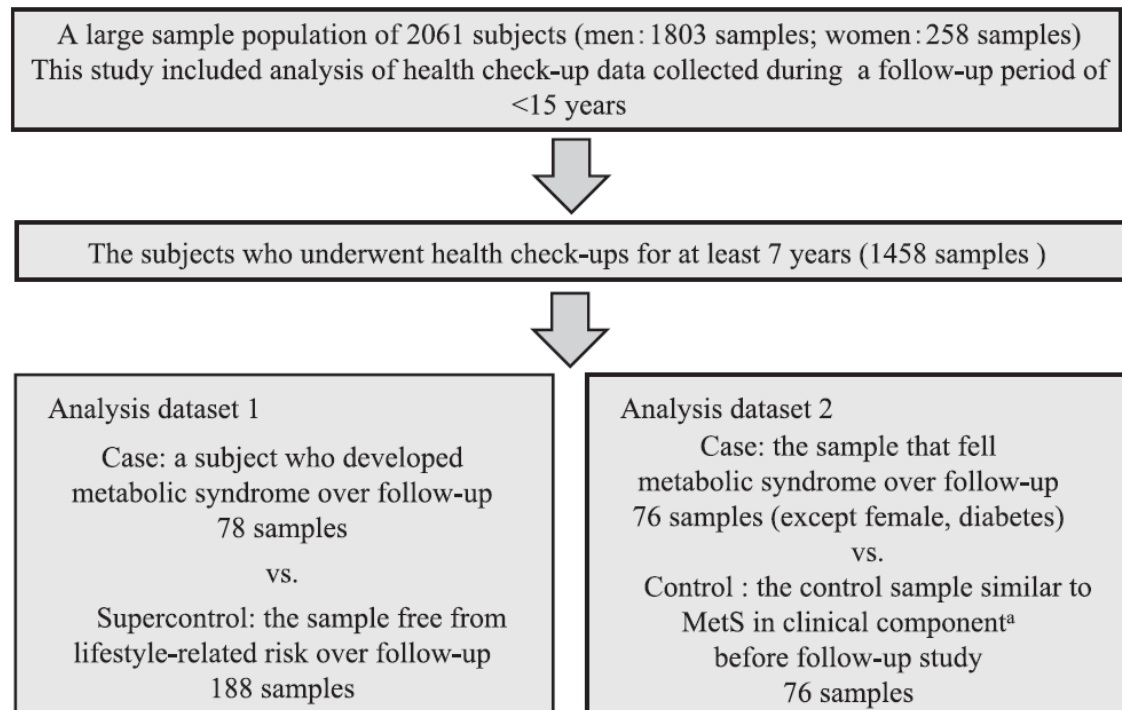 A large sample population of 2061 subjects (men：1803 samples; women：258 samples)
This study included analysis of health check-up data collected during a follow-up period of
<15 years
The subjects who underwent health check-ups for at least 7 years (1458 samples )
Analysis dataset 1
Case: a subject who developed
metabolic syndrome over follow-up
78 samples
vs.
Supercontrol: the sample free from
lifestyle-related risk over follow-up
188 samples
Analysis dataset 2
Case: the sample that fell
metabolic syndrome over follow-up
76 samples (except female, diabetes)
vs.
Control : the control sample similar to
MetS in clinical componentᵃ
before follow-up study
76 samples